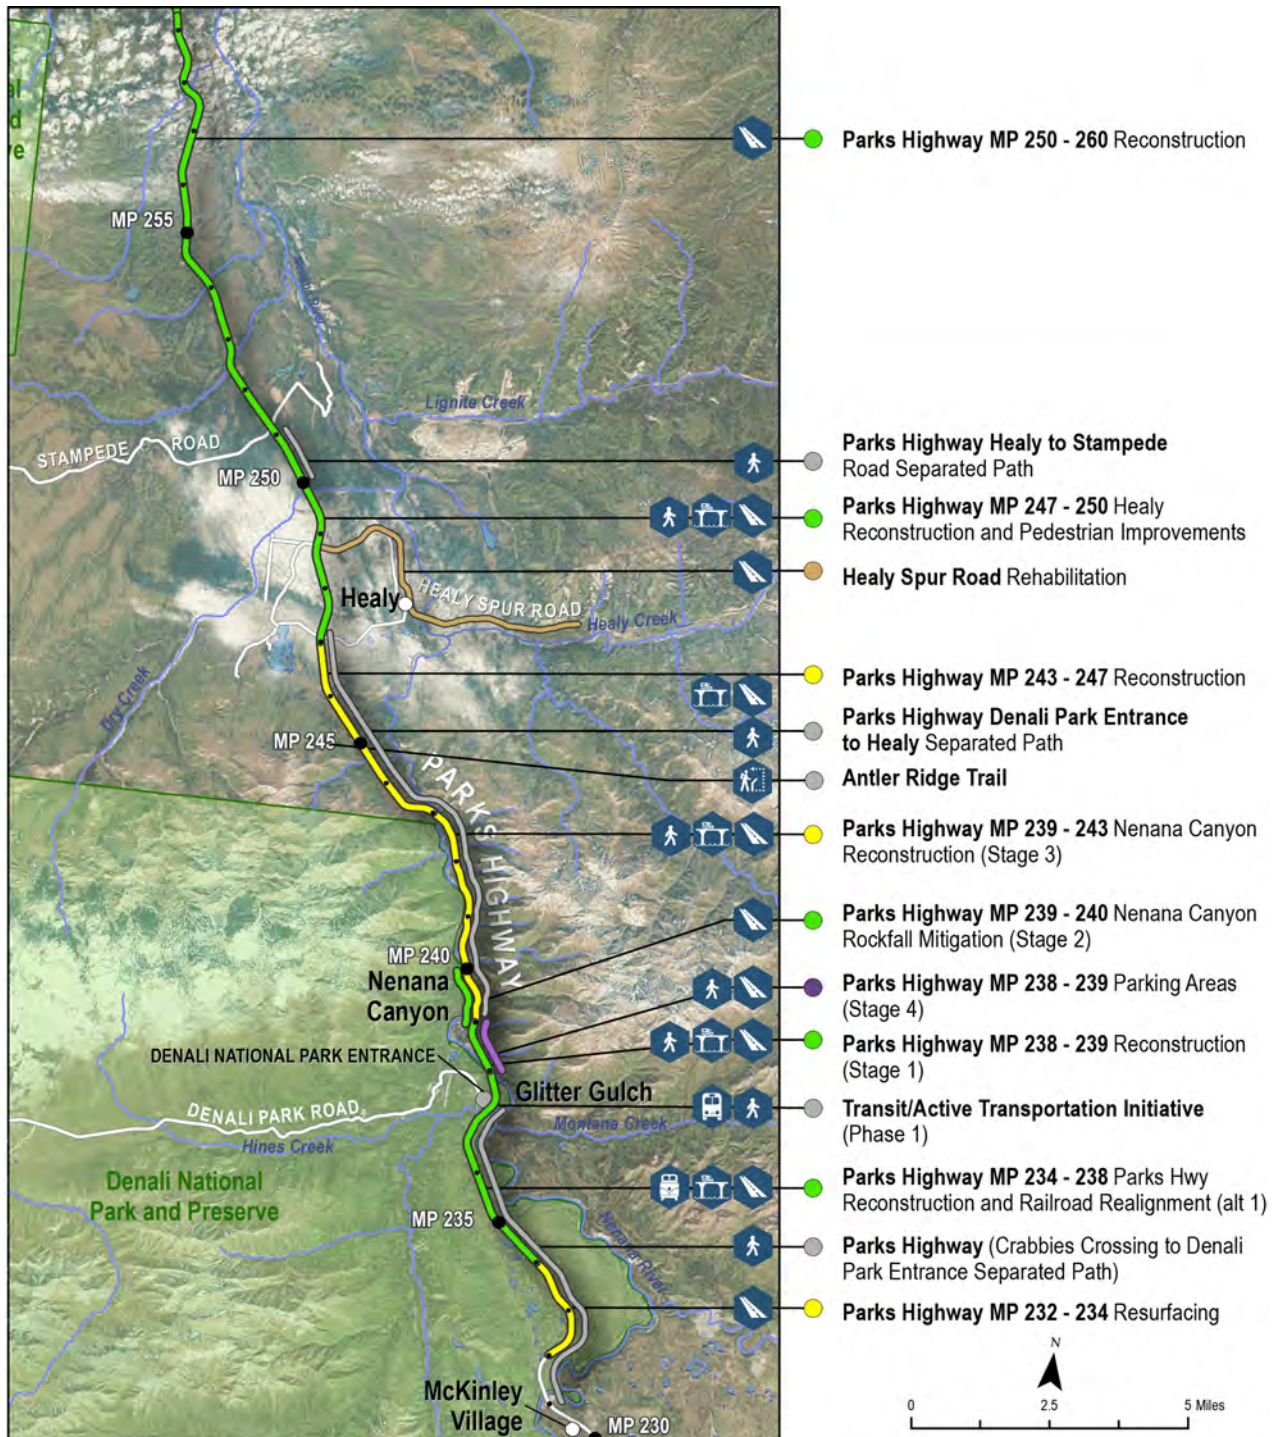 al
d
ve
MP 255
Lignite Creek
STAMPEDE ROAD
MP 250
Healy
HEALY SPUR ROAD
Healy Creek
Dry Creek
MP 245
PARKS HIGHWAY
MP 240
Nenana
Canyon
DENALI NATIONAL PARK ENTRANCE
Glitter Gulch
DENALI PARK ROAD
Montana Creek
Hines Creek
Denali National
Park and Preserve
MP 235
Nenana River
McKinley
Village
MP 230
Parks Highway MP 250 - 260 Reconstruction
Parks Highway Healy to Stampede
Road Separated Path
Parks Highway MP 247 - 250 Healy
Reconstruction and Pedestrian Improvements
Healy Spur Road Rehabilitation
Parks Highway MP 243 - 247 Reconstruction
Parks Highway Denali Park Entrance
to Healy Separated Path
Antler Ridge Trail
Parks Highway MP 239 - 243 Nenana Canyon
Reconstruction (Stage 3)
Parks Highway MP 239 - 240 Nenana Canyon
Rockfall Mitigation (Stage 2)
Parks Highway MP 238 - 239 Parking Areas
(Stage 4)
Parks Highway MP 238 - 239 Reconstruction
(Stage 1)
Transit/Active Transportation Initiative
(Phase 1)
Parks Highway MP 234 - 238 Parks Hwy
Reconstruction and Railroad Realignment (alt 1)
Parks Highway (Crabbies Crossing to Denali
Park Entrance Separated Path)
Parks Highway MP 232 - 234 Resurfacing
N
0 2.5 5 Miles